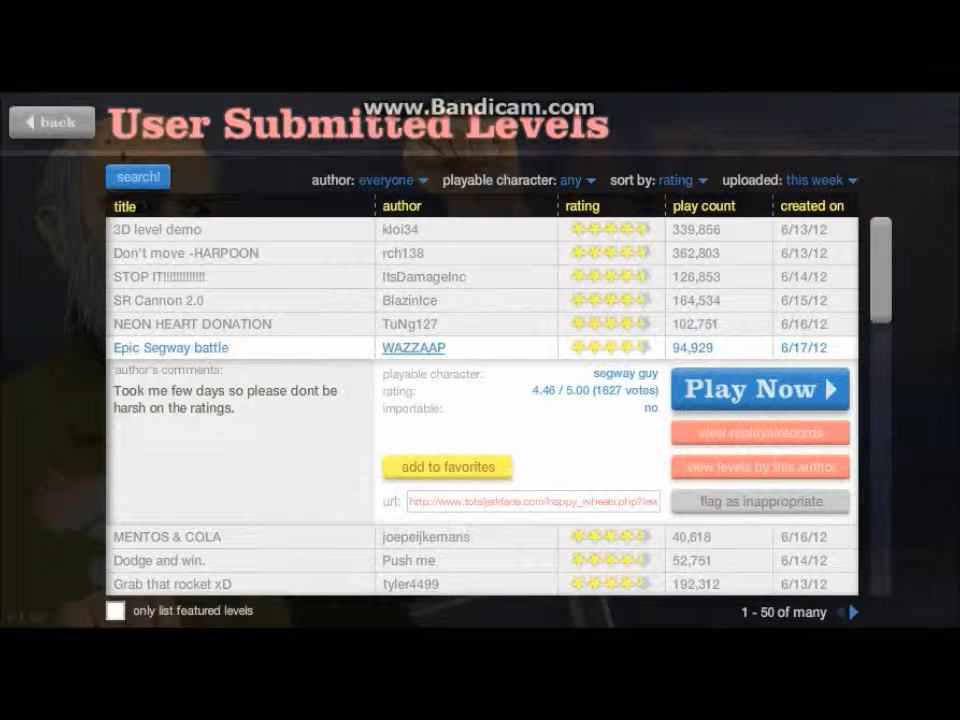 www.Bandicam.com
back
User Submitted Levels
search!
author: everyone playable character: any sort by: rating uploaded: this week
title author rating play count created on
3D level demo kloi34 339,856 6/13/12
Don't move -HARPOON rch138 362,803 6/13/12
STOP IT!!!!!!!!!!!!! ItsDamageInc 126,853 6/14/12
SR Cannon 2.0 BlazinIce 164,534 6/15/12
NEON HEART DONATION TuNg127 102,751 6/16/12
Epic Segway battle WAZZAAP 94,929 6/17/12
author's comments:
Took me few days so please dont be
harsh on the ratings.
playable character: segway guy
rating: 4.46 / 5.00 (1627 votes)
importable: no
Play Now
view replays/records
add to favorites
view levels by this author
url: http://www.totaljerkface.com/happy_wheels.php?lev
flag as inappropriate
MENTOS & COLA joepeijkemans 40,618 6/16/12
Dodge and win. Push me 52,751 6/14/12
Grab that rocket xD tyler4499 192,312 6/13/12
only list featured levels
1 - 50 of many